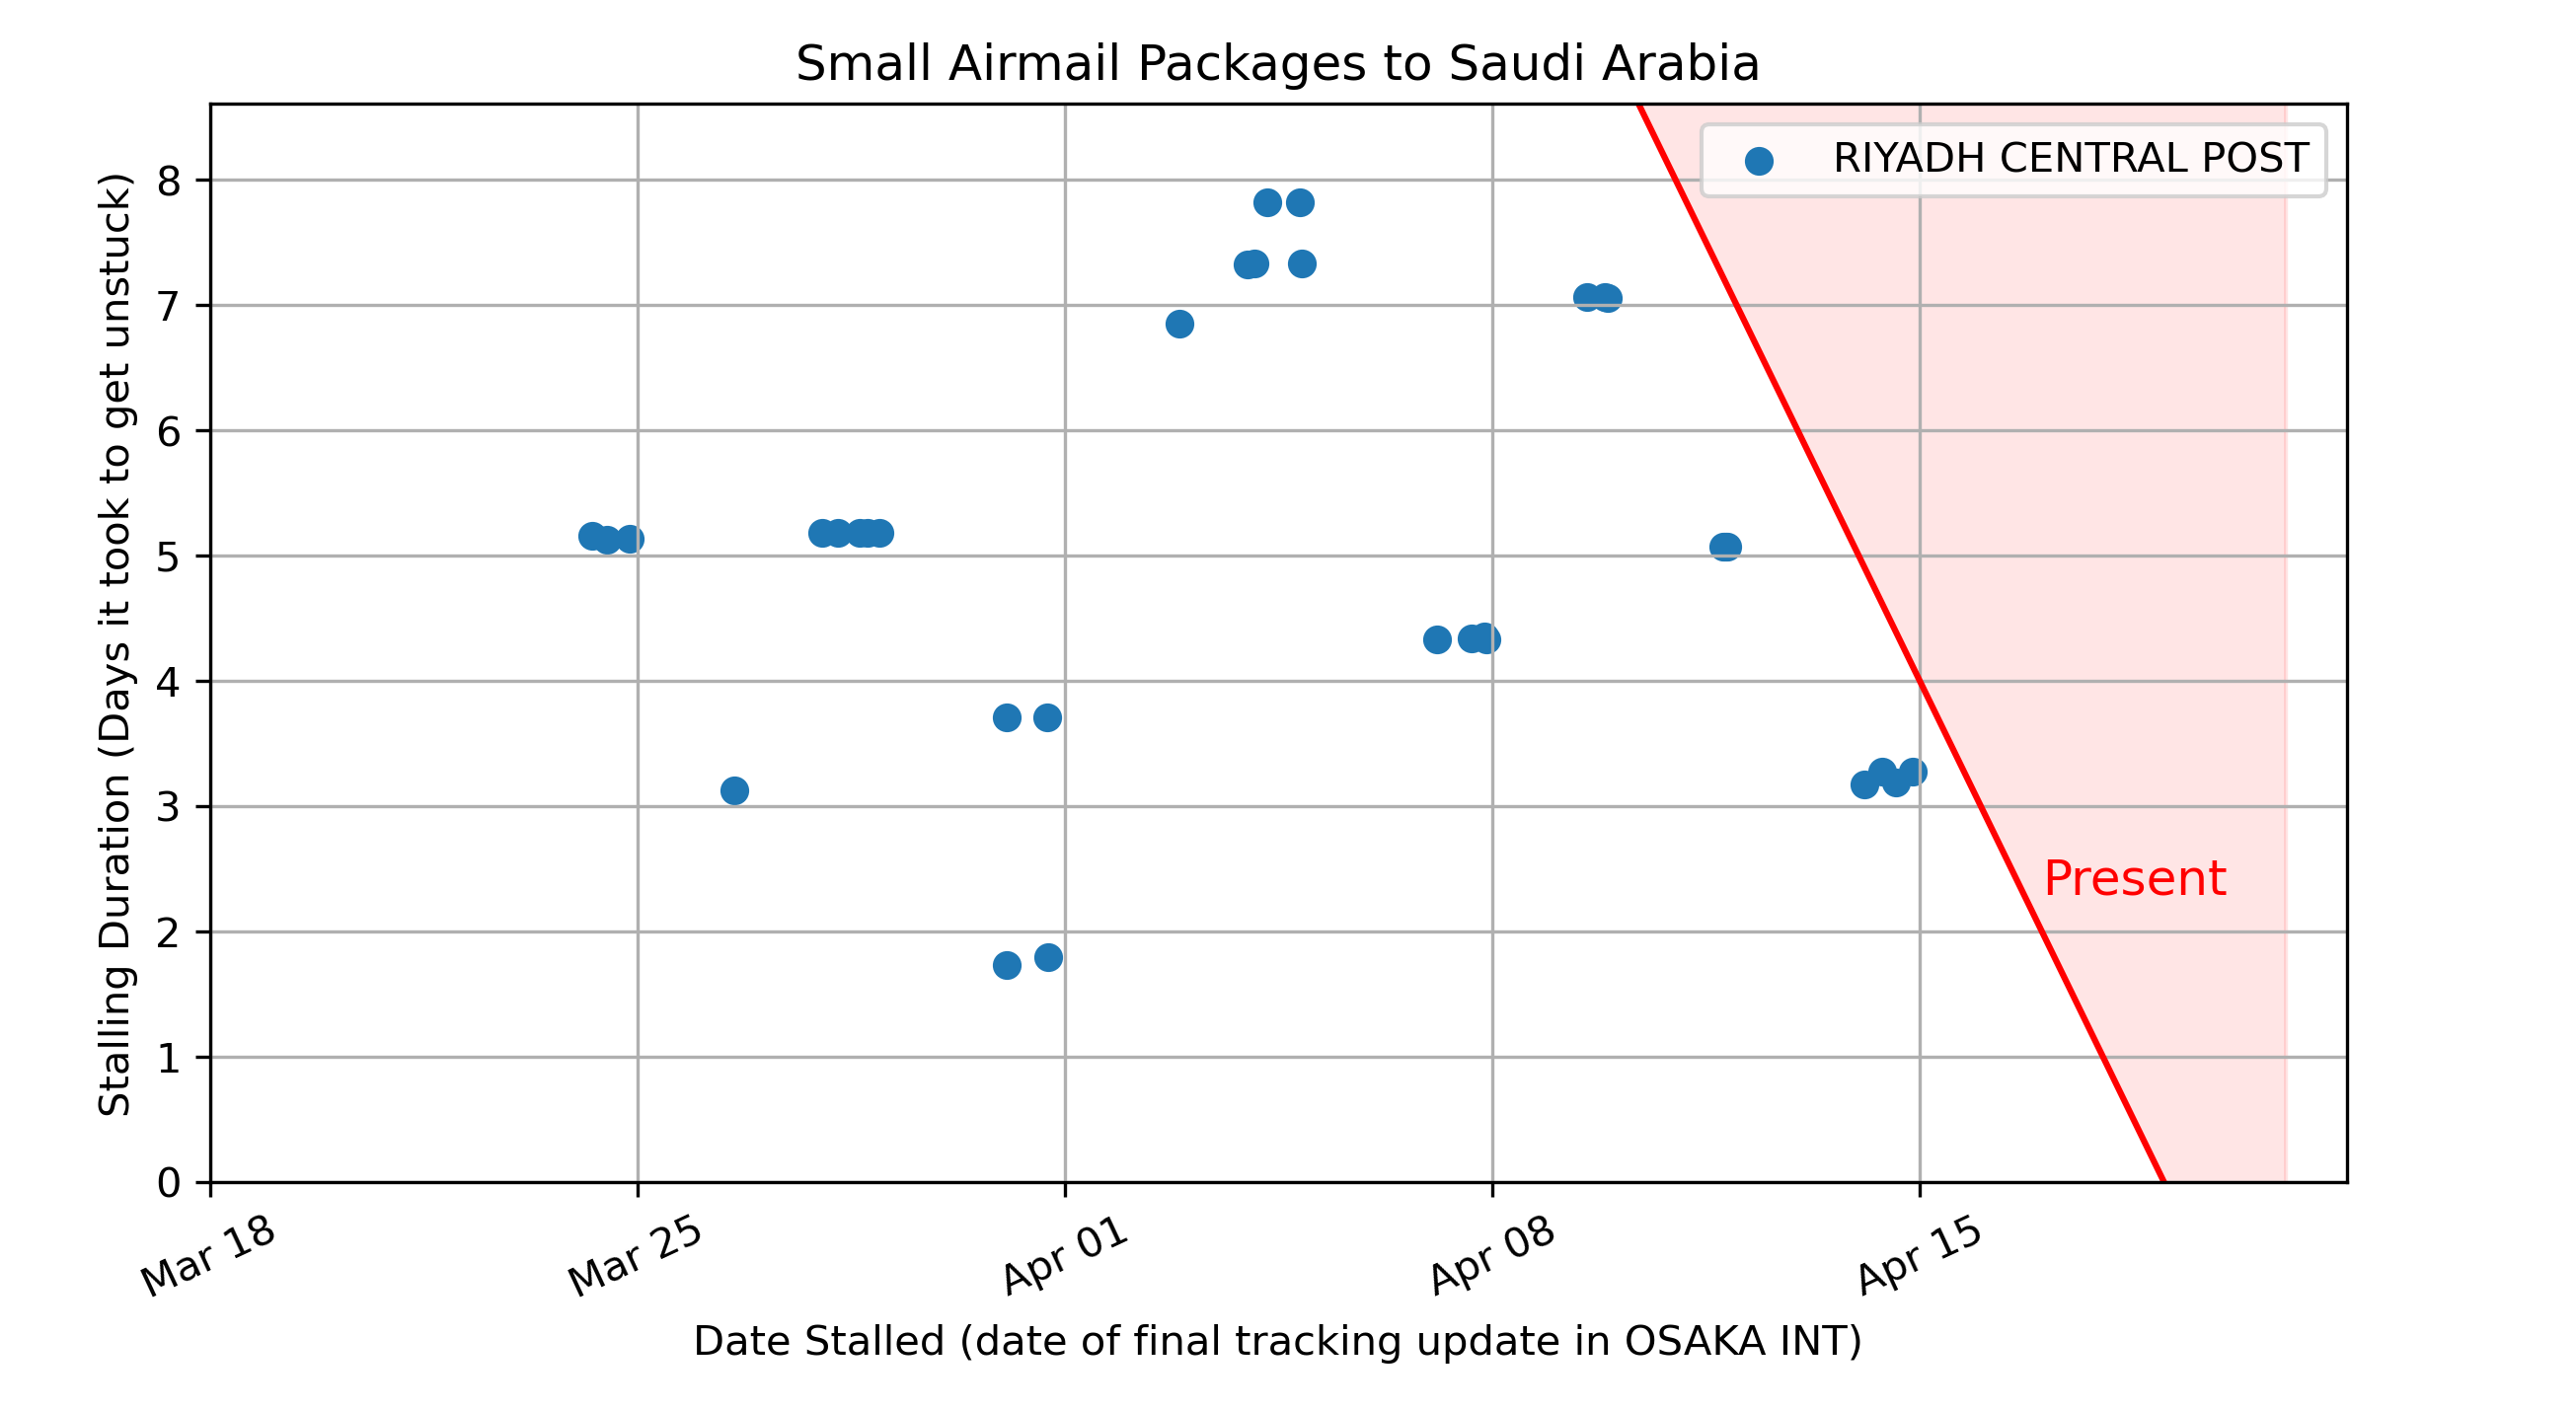 Small Airmail Packages to Saudi Arabia
RIYADH CENTRAL POST
Stalling Duration (Days it took to get unstuck)
8
7
6
5
4
3
2
1
0
Present
Mar 18
Mar 25
Apr 01
Apr 08
Apr 15
Date Stalled (date of final tracking update in OSAKA INT)